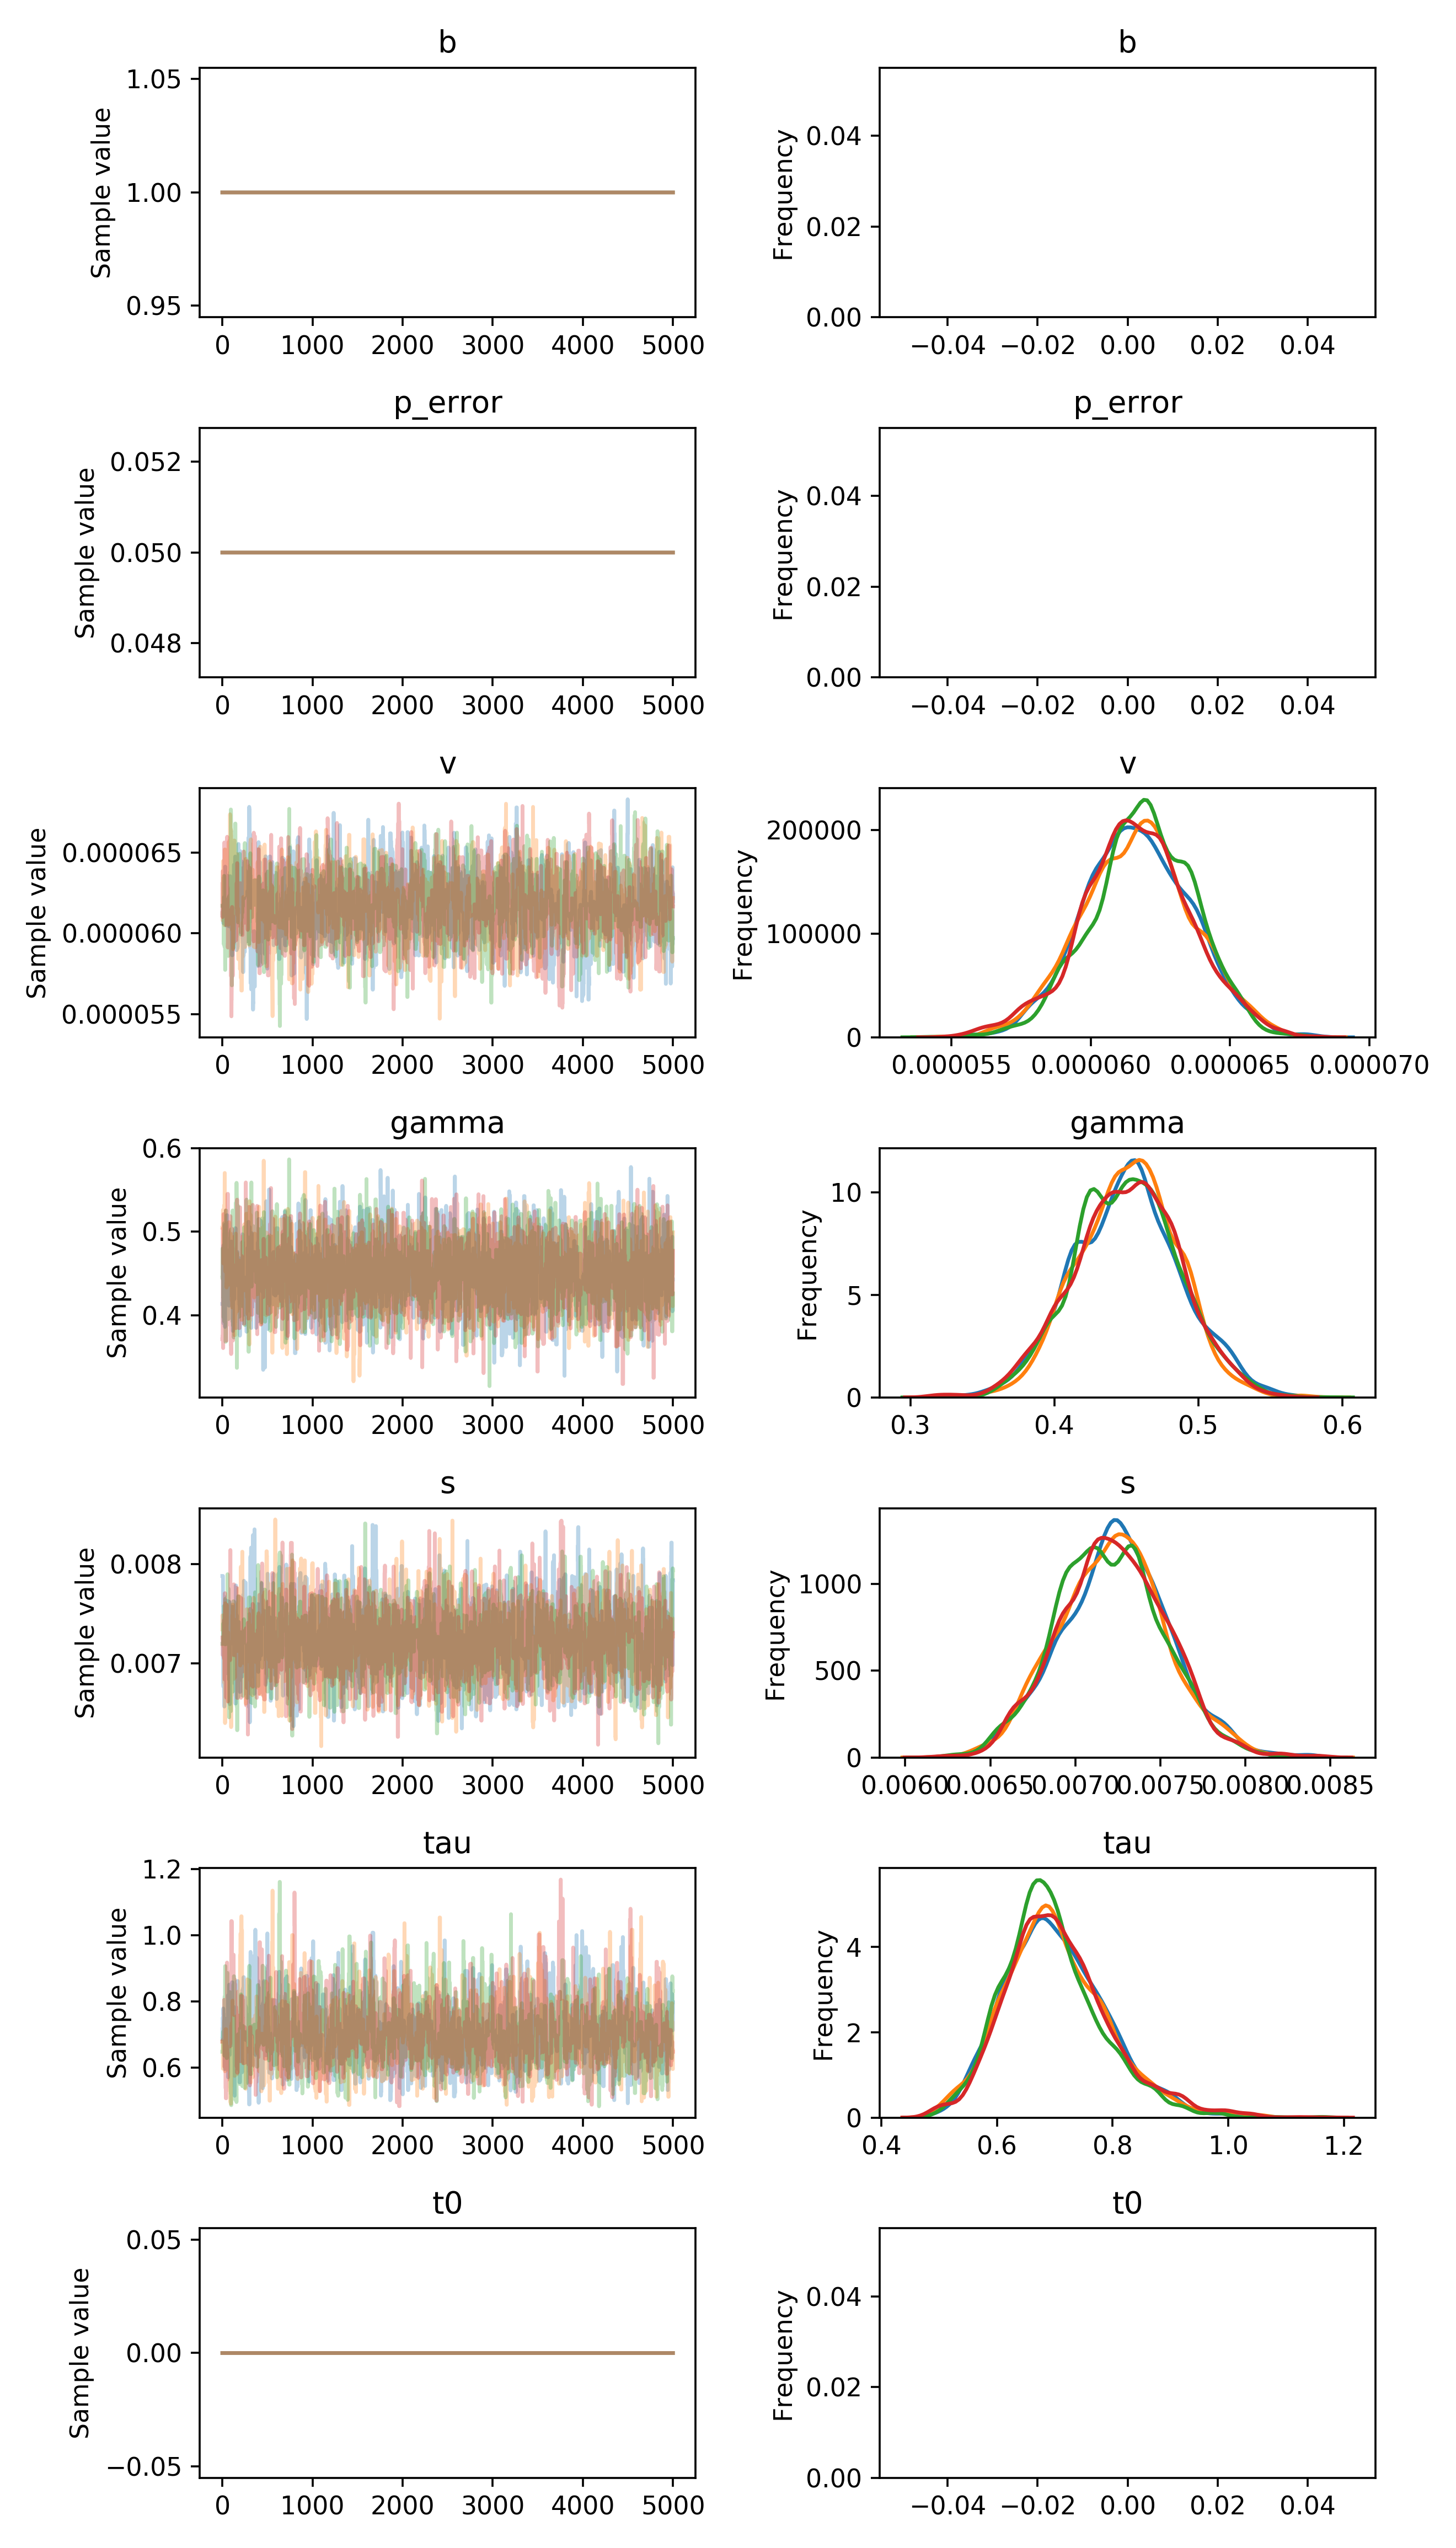 b
b
Sample value
1.05
1.00
0.95
0 1000 2000 3000 4000 5000
Frequency
0.04
0.02
0.00
−0.04 −0.02 0.00 0.02 0.04
p_error
p_error
Sample value
0.052
0.050
0.048
0 1000 2000 3000 4000 5000
Frequency
0.04
0.02
0.00
−0.04 −0.02 0.00 0.02 0.04
v
v
Sample value
0.000065
0.000060
0.000055
0 1000 2000 3000 4000 5000
Frequency
200000
100000
0
0.000055 0.000060 0.000065 0.000070
gamma
gamma
Sample value
0.6
0.5
0.4
0 1000 2000 3000 4000 5000
Frequency
10
5
0
0.3 0.4 0.5 0.6
s
s
Sample value
0.008
0.007
0 1000 2000 3000 4000 5000
Frequency
1000
500
0
0.0060 0.0065 0.0070 0.0075 0.0080 0.0085
tau
tau
Sample value
1.2
1.0
0.8
0.6
0 1000 2000 3000 4000 5000
Frequency
4
2
0
0.4 0.6 0.8 1.0 1.2
t0
t0
Sample value
0.05
0.00
−0.05
0 1000 2000 3000 4000 5000
Frequency
0.04
0.02
0.00
−0.04 −0.02 0.00 0.02 0.04